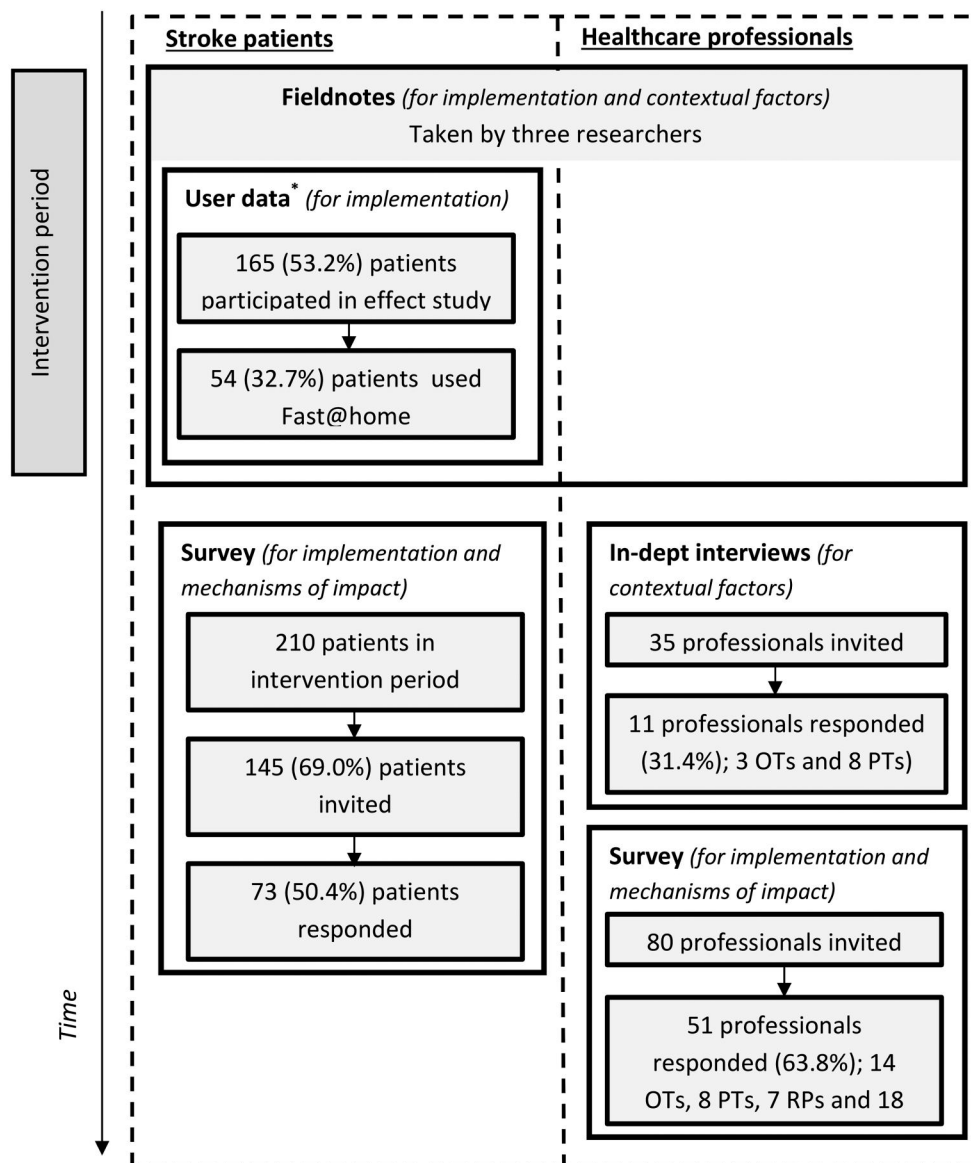 Stroke patients
Healthcare professionals
Intervention period
Fieldnotes (for implementation and contextual factors)
Taken by three researchers
User data* (for implementation)
165 (53.2%) patients
participated in effect study
54 (32.7%) patients used
Fast@home
Survey (for implementation and
mechanisms of impact)
210 patients in
intervention period
145 (69.0%) patients
invited
73 (50.4%) patients
responded
In-dept interviews (for
contextual factors)
35 professionals invited
11 professionals responded
(31.4%; 3 OTs and 8 PTs)
Survey (for implementation and
mechanisms of impact)
80 professionals invited
51 professionals
responded (63.8%); 14
OTs, 8 PTs, 7 RPs and 18
Time